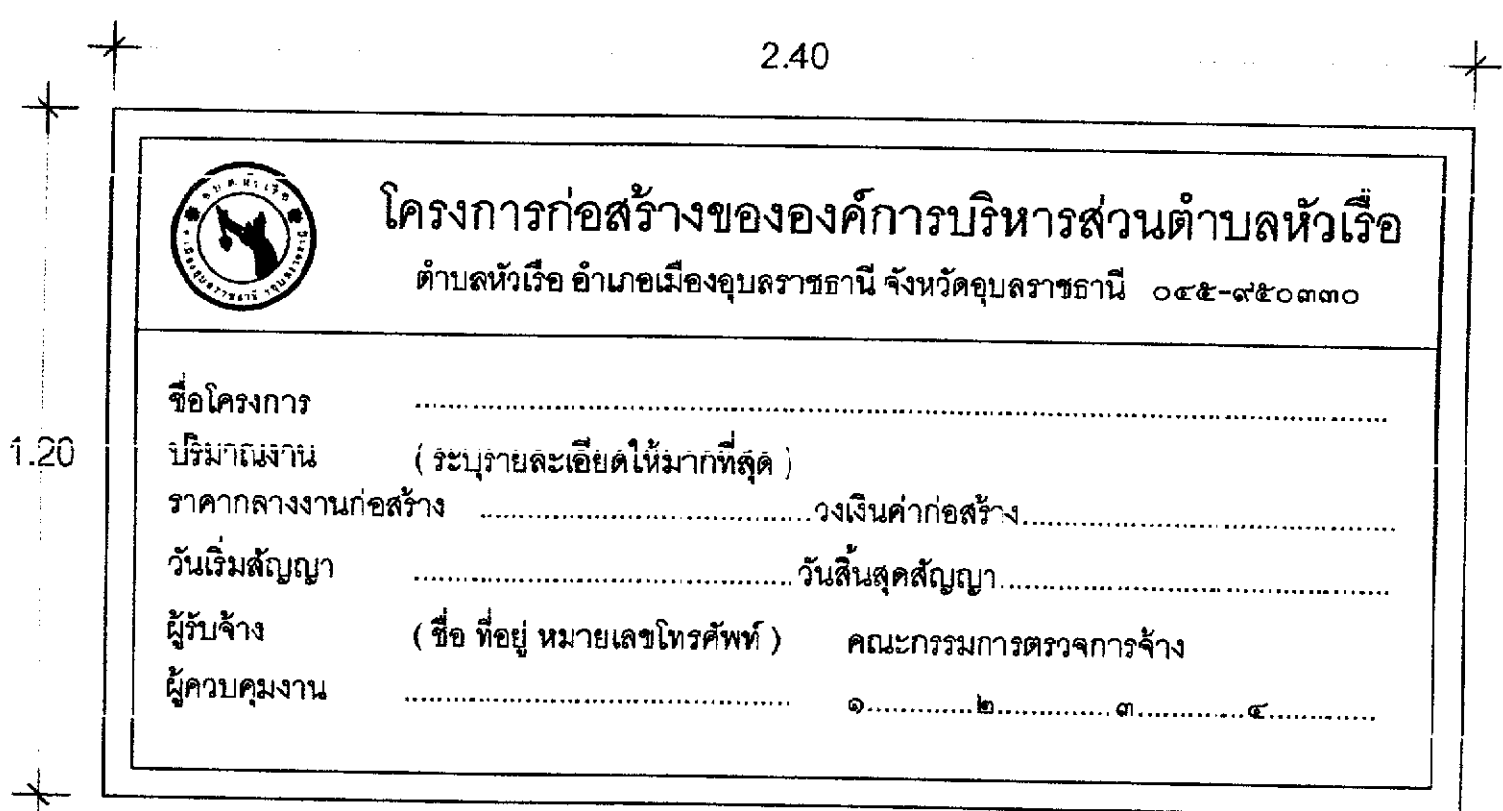 2.40
1.20
อบต.หัวเรือ
โครงการก่อสร้างขององค์การบริหารส่วนตำบลหัวเรือ
ตำบลหัวเรือ อำเภอเมืองอุบลราชธานี จังหวัดอุบลราชธานี ๐๔๕-๙๕๐๓๓๐
ชื่อโครงการ ................................................
ปริมาณงาน ( ระบุรายละเอียดให้มากที่สุด )
ราคากลางงานก่อสร้าง ................................วงเงินค่าก่อสร้าง................................
วันเริ่มสัญญา ................................วันสิ้นสุดสัญญา................................
ผู้รับจ้าง ( ชื่อ ที่อยู่ หมายเลขโทรศัพท์ ) คณะกรรมการตรวจการจ้าง
ผู้ควบคุมงาน ................................ ๑.............๒.............๓.............๔.............